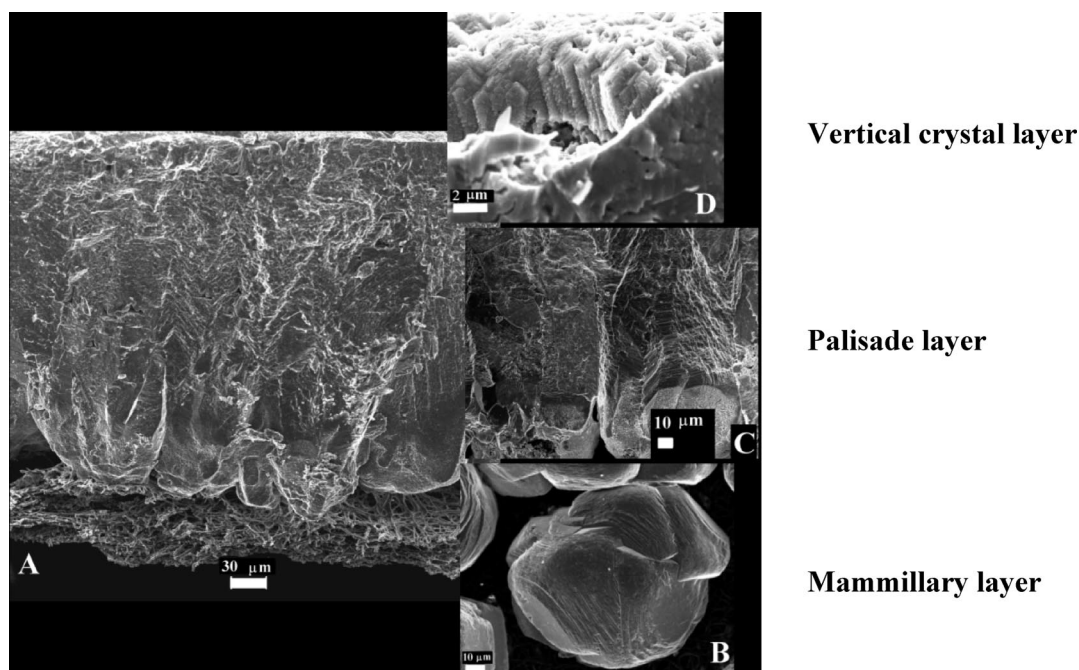 2 μm
D
Vertical crystal layer
10 μm
C
Palisade layer
30 μm
A
10 μm
B
Mammillary layer